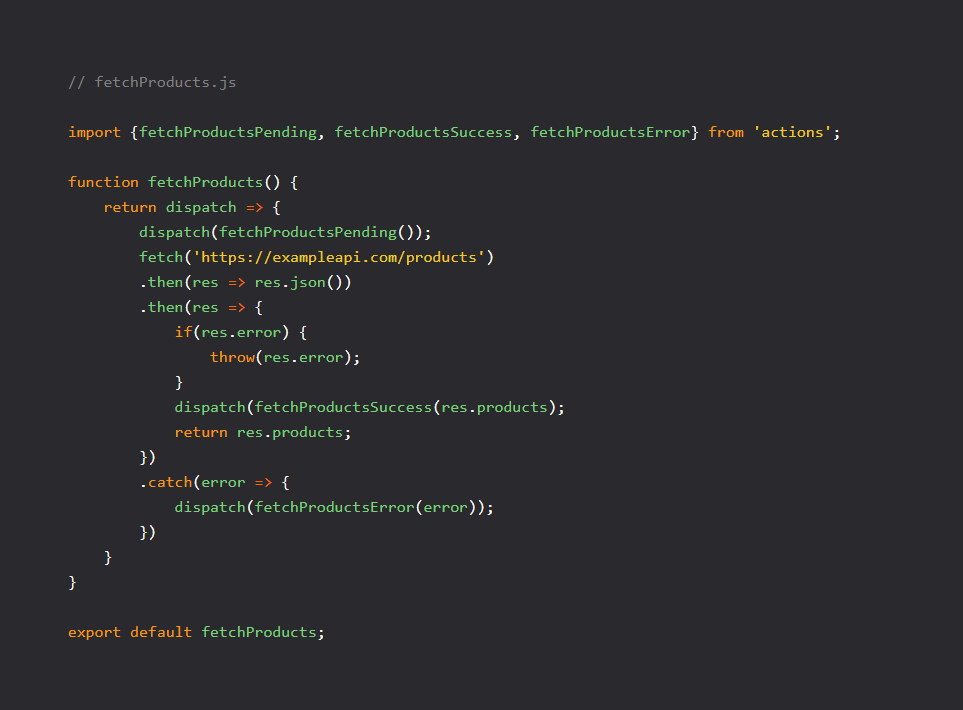 // fetchProducts.js

import {fetchProductsPending, fetchProductsSuccess, fetchProductsError} from 'actions';

function fetchProducts() {
    return dispatch => {
        dispatch(fetchProductsPending());
        fetch('https://exampleapi.com/products')
        .then(res => res.json())
        .then(res => {
            if(res.error) {
                throw(res.error);
            }
            dispatch(fetchProductsSuccess(res.products);
            return res.products;
        })
        .catch(error => {
            dispatch(fetchProductsError(error));
        })
    }
}

export default fetchProducts;